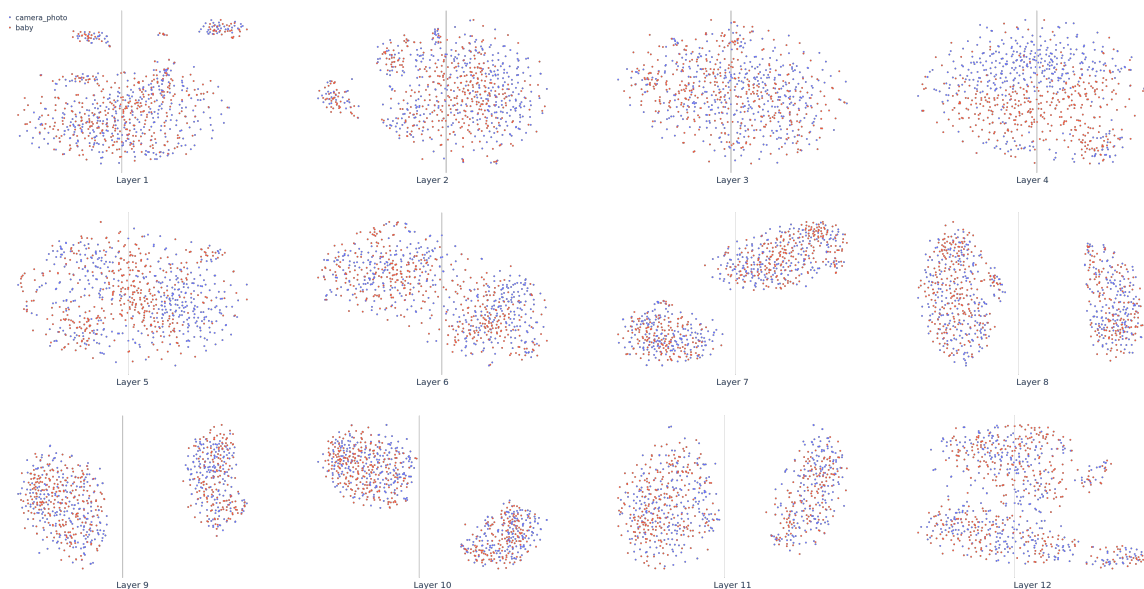 camera_photo
baby
Layer 1
Layer 2
Layer 3
Layer 4
Layer 5
Layer 6
Layer 7
Layer 8
Layer 9
Layer 10
Layer 11
Layer 12